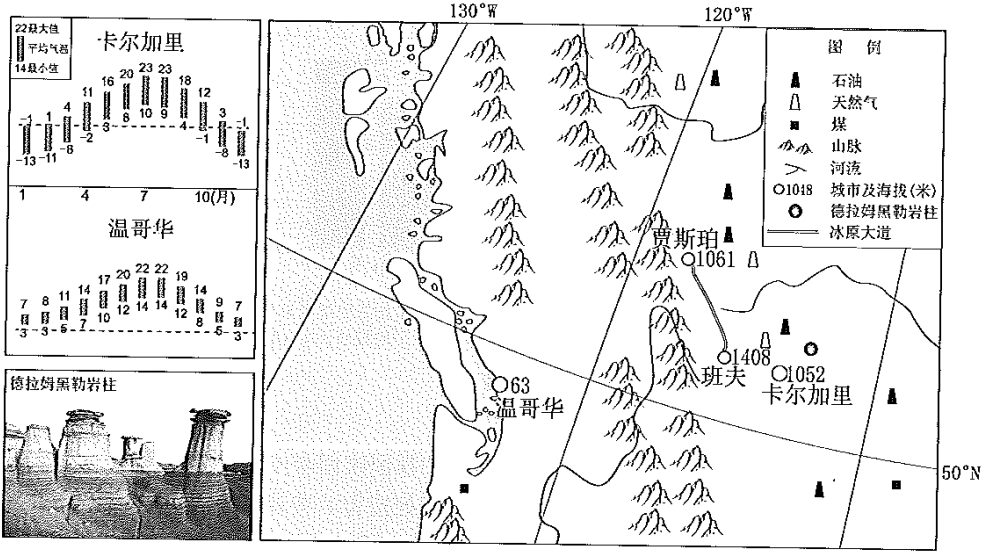 22最大值
平均气温
14最小值
卡尔加里
-1 1 4 11 16 20 23 23 18 12 3 -1
-13 -11 -8 -2 3 8 10 9 4 -1 -8 -13
1 4 7 10(月)
温哥华
7 8 11 14 17 20 22 22 19 14 9 7
3 3 5 7 10 12 14 14 12 8 5 3
德拉姆黑勒岩柱
130°W
120°W
图 例
石油
天然气
煤
山脉
河流
1048 城市及海拔(米)
德拉姆黑勒岩柱
冰原大道
贾斯珀
1061
1408
班夫
1052
卡尔加里
63
温哥华
50°N